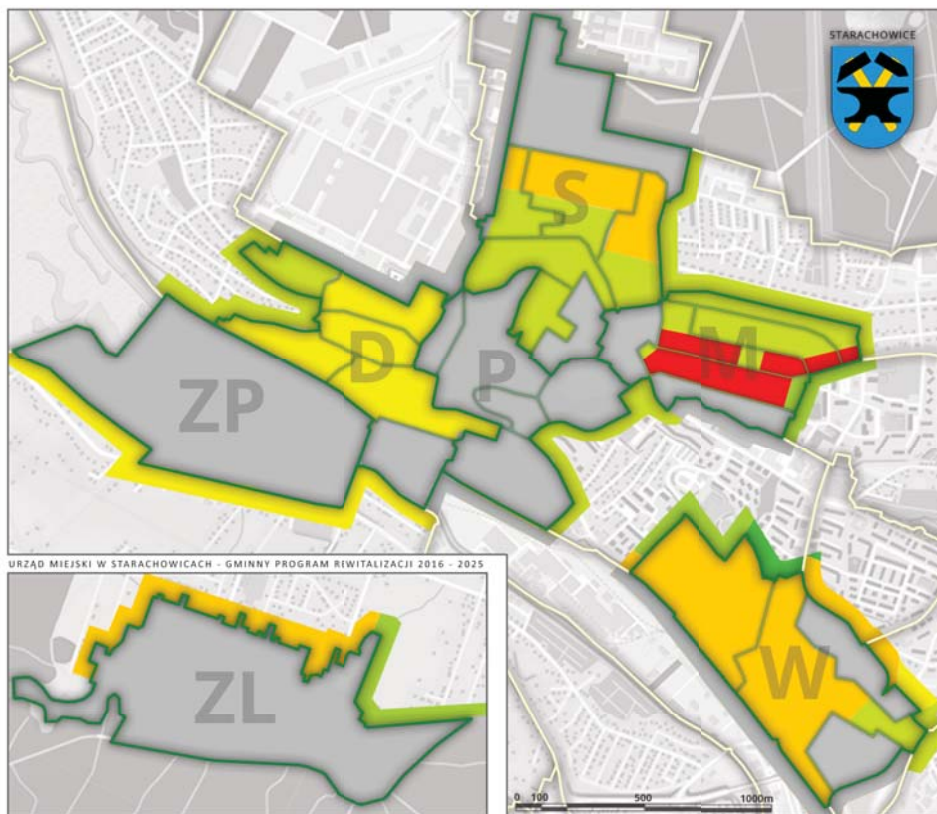 STARACHOWICE
S
D
M
ZP
P
URZĄD MIEJSKI W STARACHOWICACH - GMINNY PROGRAM RIWITALIZACJI 2016 - 2025
ZL
W
0 100 500 1000m